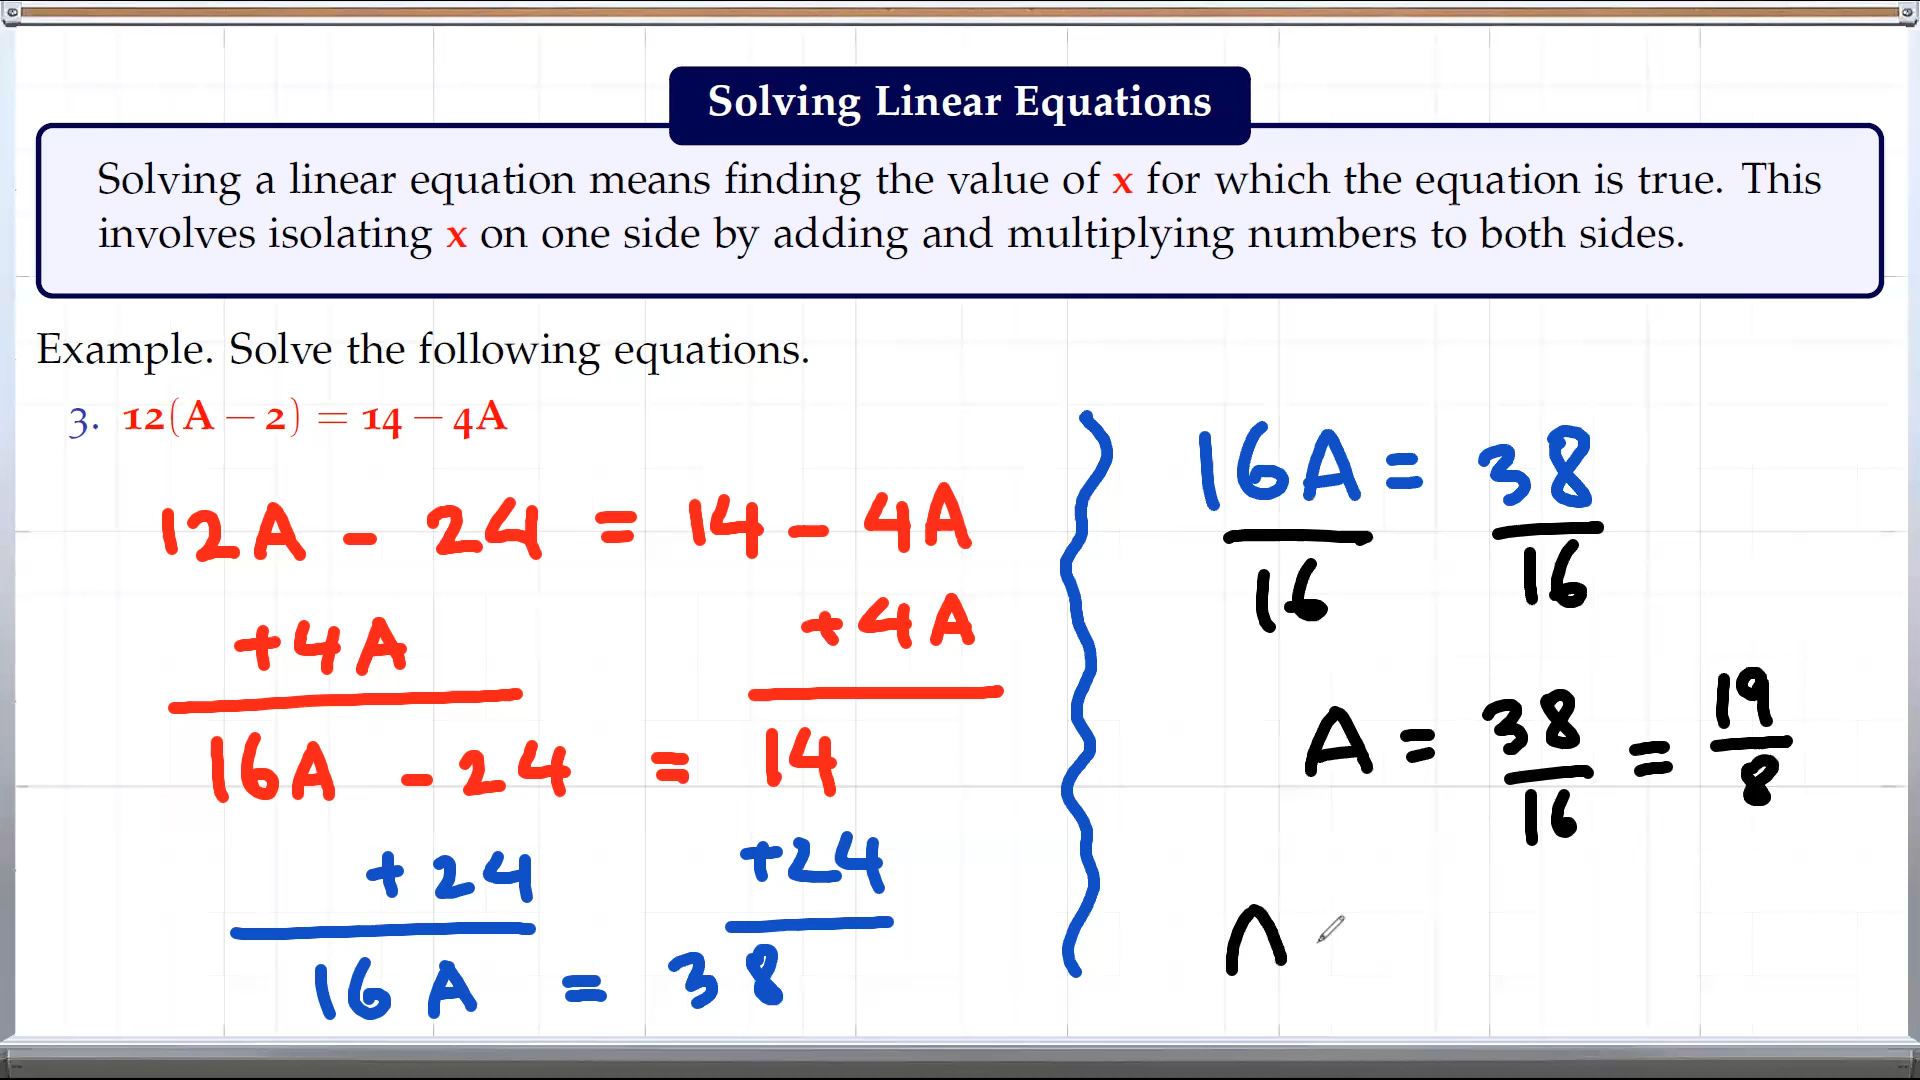 Solving Linear Equations
Solving a linear equation means finding the value of x for which the equation is true. This
involves isolating x on one side by adding and multiplying numbers to both sides.
Example. Solve the following equations.
3. 12(A − 2) = 14 − 4A
12A - 24 = 14 - 4A
+4A +4A
16A - 24 = 14
+24 +24
16A = 38
16A = 38
16 16
A = 38/16 = 19/8